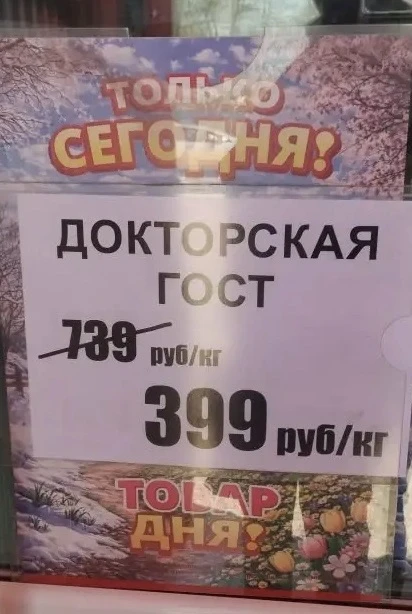 ТОЛЬКО
СЕГОДНЯ!
ДОКТОРСКАЯ
ГОСТ
739 руб/кг
399 руб/кг
ТОВАР
ДНЯ!